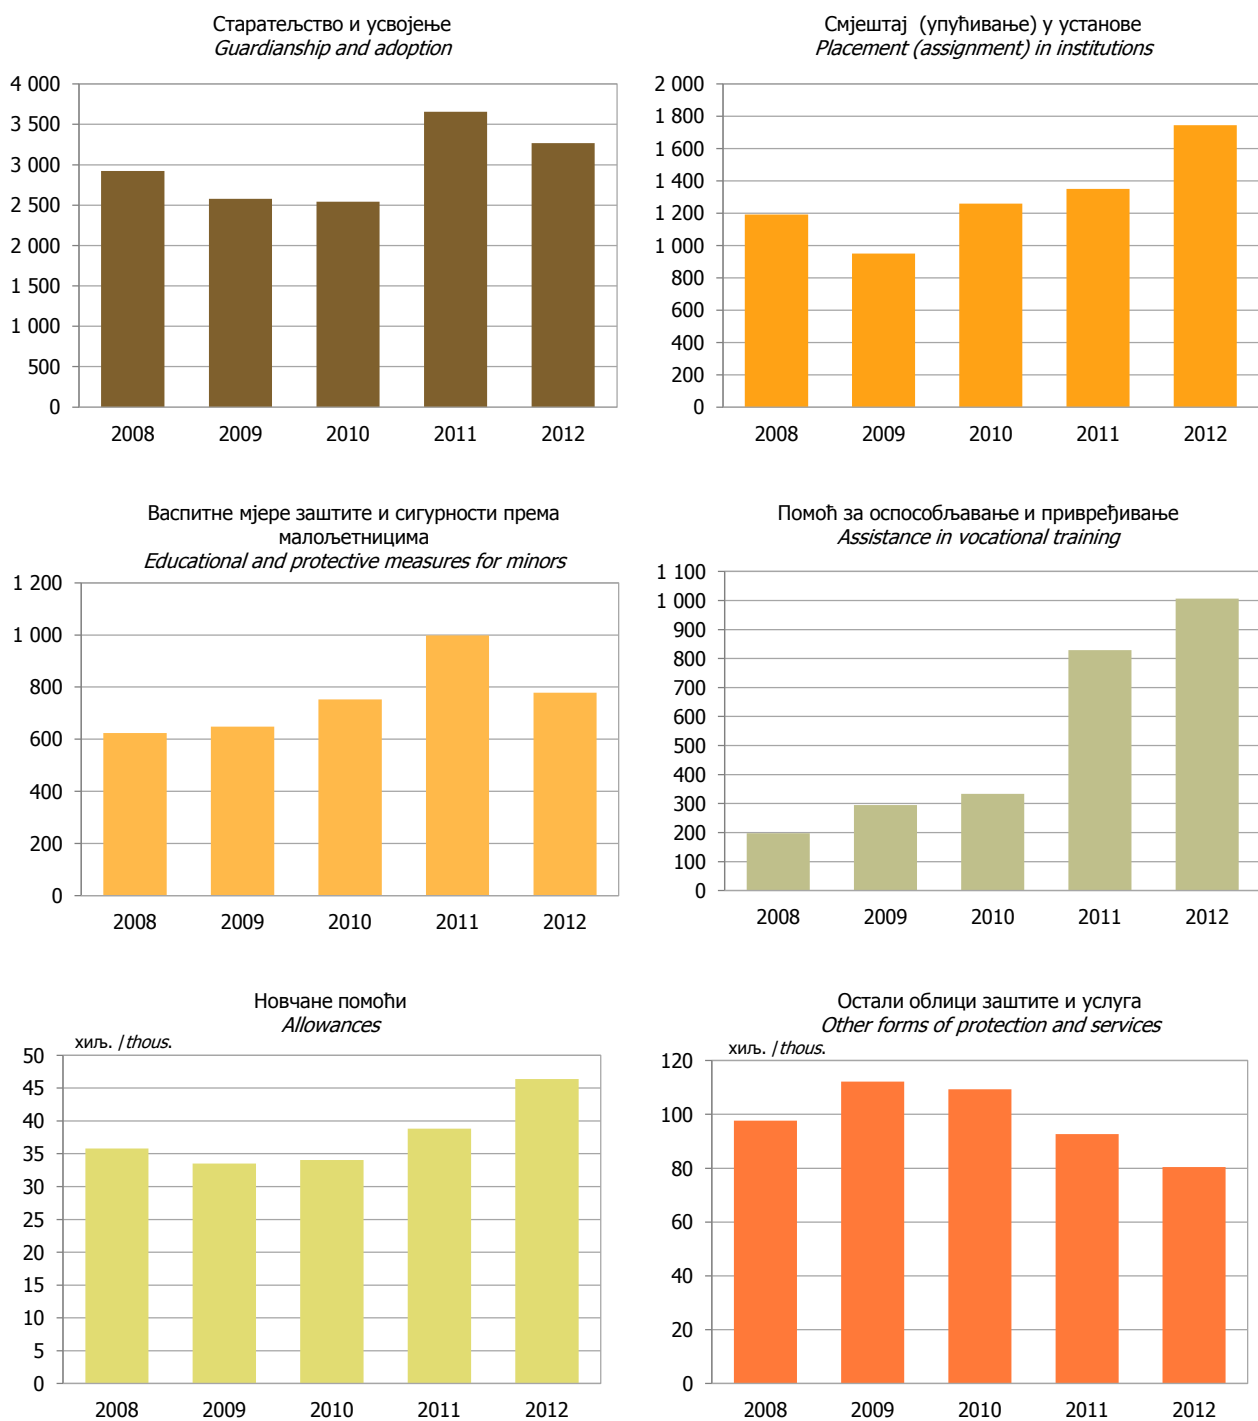 Старатељство и усвојење
Guardianship and adoption
4 000
3 500
3 000
2 500
2 000
1 500
1 000
500
0
2008 2009 2010 2011 2012
Смјештај (упућивање) у установе
Placement (assignment) in institutions
2 000
1 800
1 600
1 400
1 200
1 000
800
600
400
200
0
2008 2009 2010 2011 2012
Васпитне мјере заштите и сигурности према
малољетницима
Educational and protective measures for minors
1 200
1 000
800
600
400
200
0
2008 2009 2010 2011 2012
Помоћ за оспособљавање и привређивање
Assistance in vocational training
1 100
1 000
900
800
700
600
500
400
300
200
100
0
2008 2009 2010 2011 2012
Новчане помоћи
Allowances
хиљ. / thous.
50
45
40
35
30
25
20
15
10
5
0
2008 2009 2010 2011 2012
Остали облици заштите и услуга
Other forms of protection and services
хиљ. / thous.
120
100
80
60
40
20
0
2008 2009 2010 2011 2012